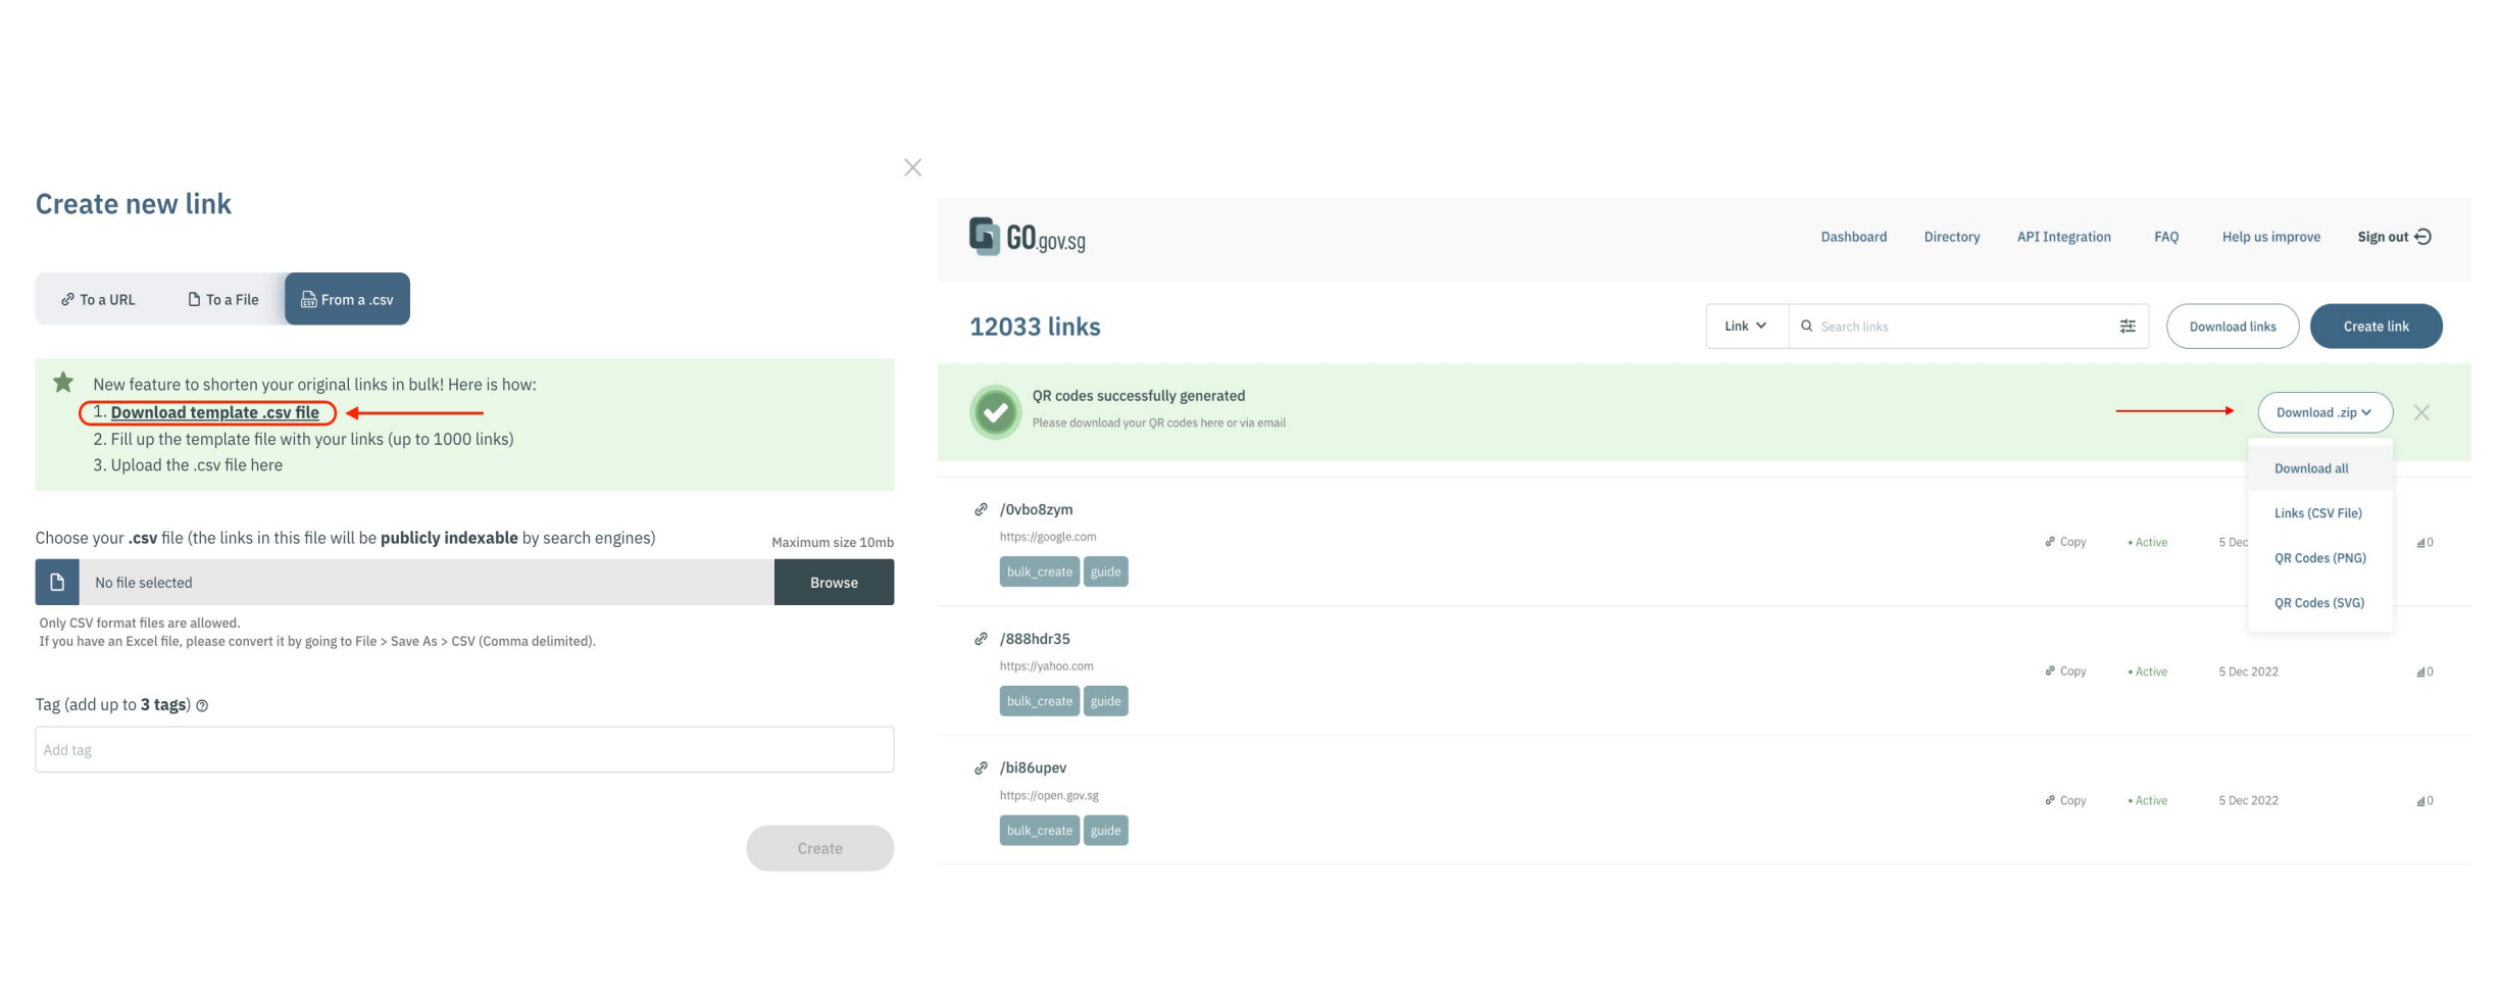 Create new link
To a URL
To a File
From a .csv
New feature to shorten your original links in bulk! Here is how:
1. Download template .csv file
2. Fill up the template file with your links (up to 1000 links)
3. Upload the .csv file here
Choose your .csv file (the links in this file will be publicly indexable by search engines)
Maximum size 10mb
No file selected
Browse
Only CSV format files are allowed.
If you have an Excel file, please convert it by going to File > Save As > CSV (Comma delimited).
Tag (add up to 3 tags)
Add tag
Create
GO.gov.sg
Dashboard
Directory
API Integration
FAQ
Help us improve
Sign out
12033 links
Link
Search links
Download links
Create link
QR codes successfully generated
Please download your QR codes here or via email
Download .zip
Download all
Links (CSV File)
QR Codes (PNG)
QR Codes (SVG)
/0vbo8zym
https://google.com
bulk_create guide
Copy
• Active
5 Dec
0
/888hdr35
https://yahoo.com
bulk_create guide
Copy
• Active
5 Dec 2022
0
/bi86upev
https://open.gov.sg
bulk_create guide
Copy
• Active
5 Dec 2022
0